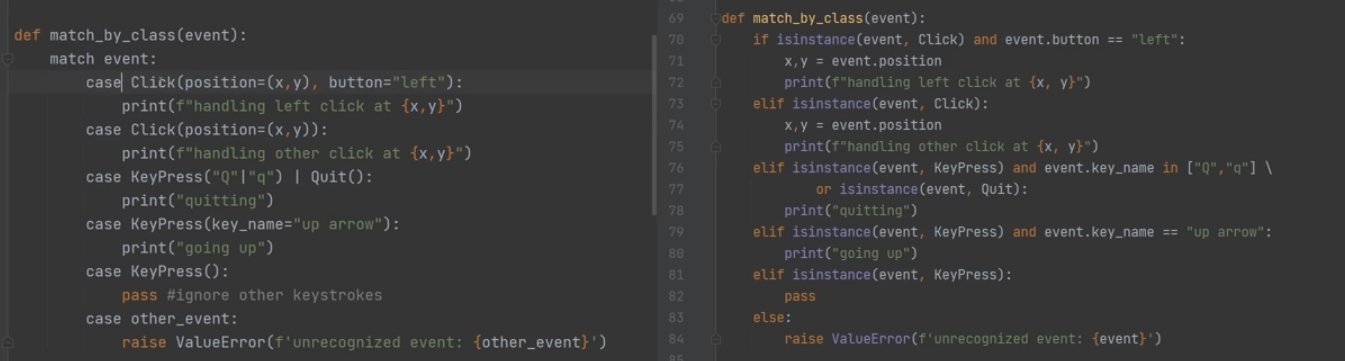 def match_by_class(event):
    match event:
        case Click(position=(x,y), button="left"):
            print(f"handling left click at {x,y}")
        case Click(position=(x,y)):
            print(f"handling other click at {x,y}")
        case KeyPress("Q"|"q") | Quit():
            print("quitting")
        case KeyPress(key_name="up arrow"):
            print("going up")
        case KeyPress():
            pass #ignore other keystrokes
        case other_event:
            raise ValueError(f'unrecognized event: {other_event}')
69 def match_by_class(event):
70     if isinstance(event, Click) and event.button == "left":
71         x,y = event.position
72         print(f"handling left click at {x, y}")
73     elif isinstance(event, Click):
74         x,y = event.position
75         print(f"handling other click at {x, y}")
76     elif isinstance(event, KeyPress) and event.key_name in ["Q","q"] \
77             or isinstance(event, Quit):
78         print("quitting")
79     elif isinstance(event, KeyPress) and event.key_name == "up arrow":
80         print("going up")
81     elif isinstance(event, KeyPress):
82         pass
83     else:
84         raise ValueError(f'unrecognized event: {event}')